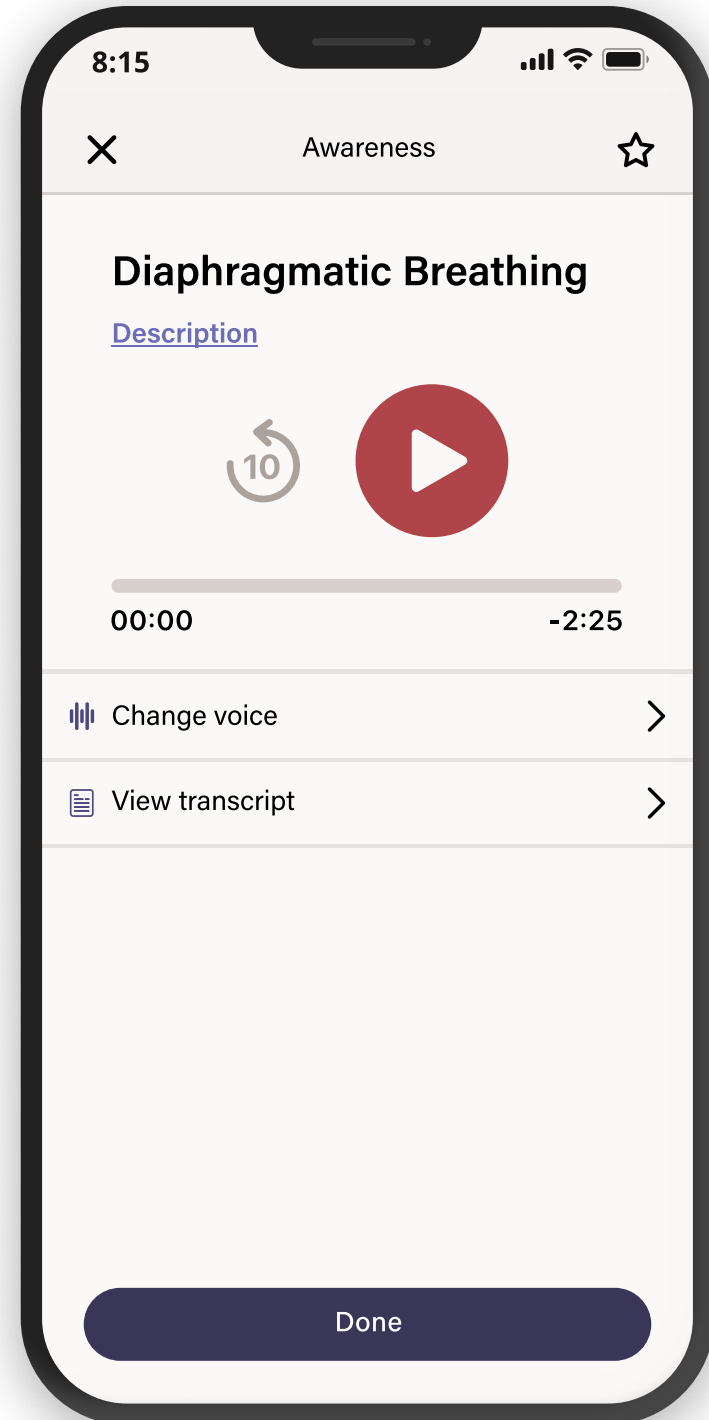 8:15
Awareness
Diaphragmatic Breathing
Description
10
00:00 -2:25
Change voice
View transcript
Done